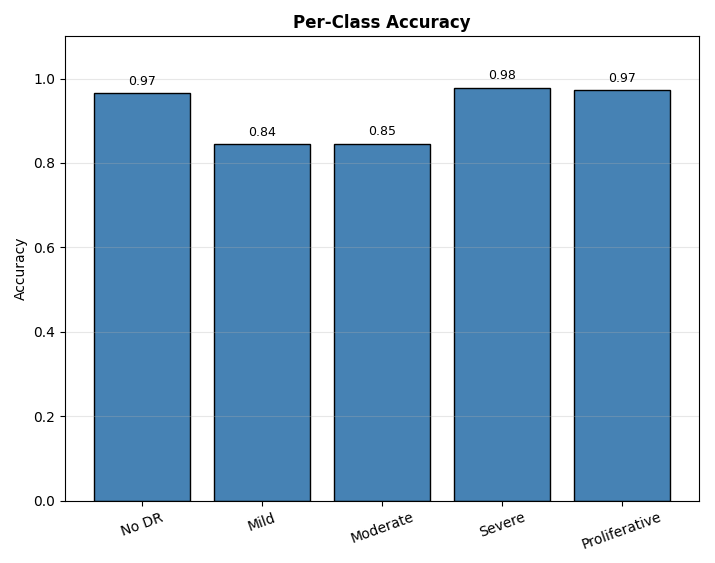 Per-Class Accuracy
1.0
0.8
0.6
0.4
0.2
0.0
Accuracy
0.97
0.84
0.85
0.98
0.97
No DR
Mild
Moderate
Severe
Proliferative